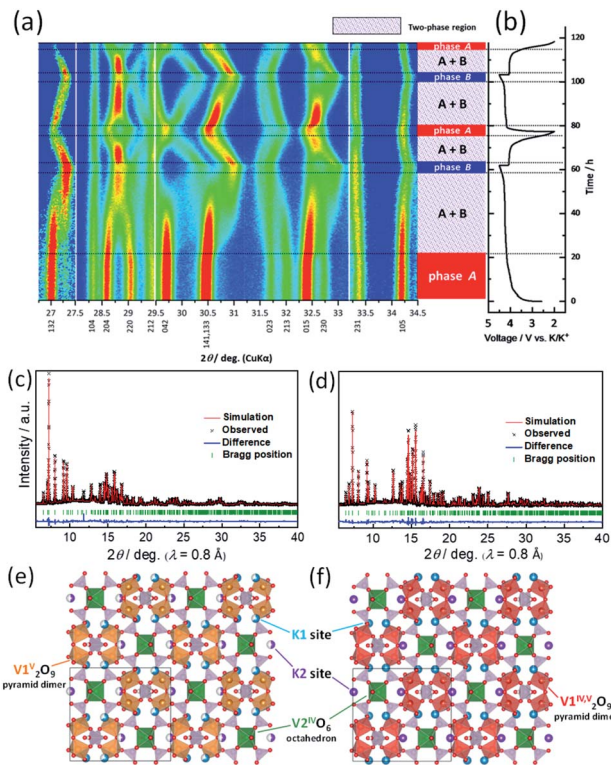 (a)
Two-phase region
(b)
phase A
A + B
phase B
A + B
phase A
A + B
phase B
A + B
phase A
120
100
80
60
40
20
0
Time / h
27 27.5 28 28.5 29 29.5 30 30.5 31 31.5 32 32.5 33 33.5 34 34.5
132 104 204 220 212 042 141,133 023 213 015 230 231 105
2θ / deg. (CuKα)
5 4 3 2
Voltage / V vs. K/K+
(c)
Intensity / a.u.
Simulation
Observed
Difference
Bragg position
5 10 15 20 25 30 35 40
2θ / deg. (λ = 0.8 Å)
(d)
Simulation
Observed
Difference
Bragg position
5 10 15 20 25 30 35 40
2θ / deg. (λ = 0.8 Å)
(e)
(f)
K1 site
K2 site
V1ⱽ₂O₉
pyramid dimer
V2ᴵⱽO₆
octahedron
V1ᴵⱽ,ⱽ₂O₉
pyramid dime